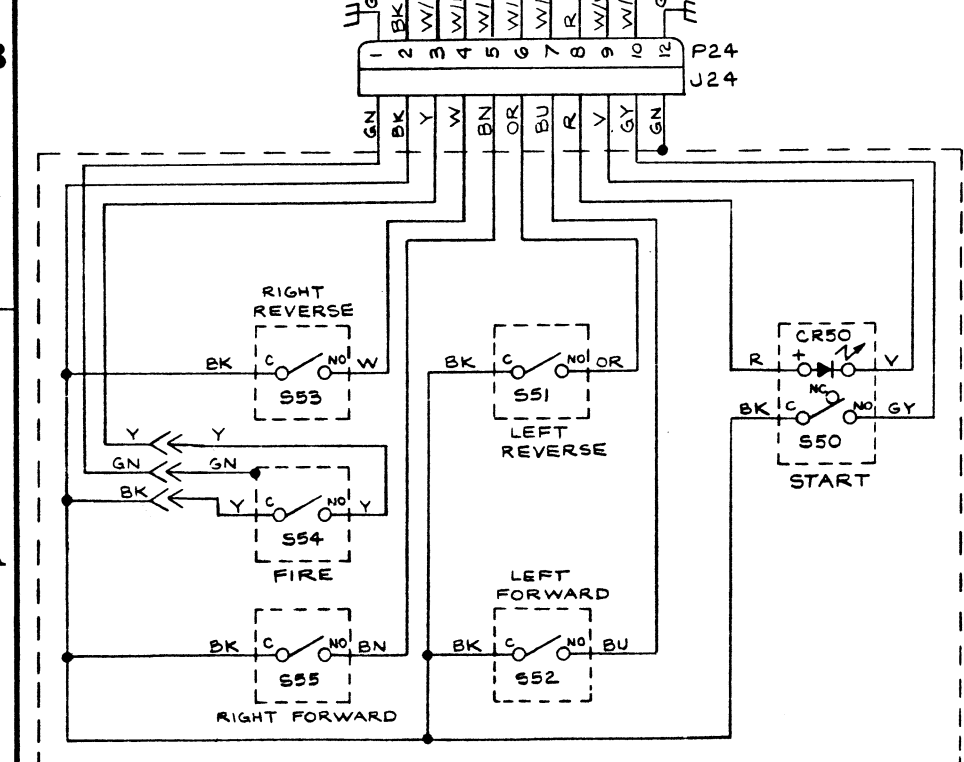 BK W/ W/ W/ W/ W/ R W/ W/
1 2 3 4 5 6 7 8 9 10 12 P24
J24
GN BK Y W BN OR BU R V GY GN
RIGHT
REVERSE
BK C NO W
S53
BK C NO OR
S51
LEFT
REVERSE
CR50
R + V
NC
BK C NO GY
S50
START
Y Y
GN GN
BK Y C NO Y
S54
FIRE
LEFT
FORWARD
BK C NO BN
S55
RIGHT FORWARD
BK C NO BU
S52